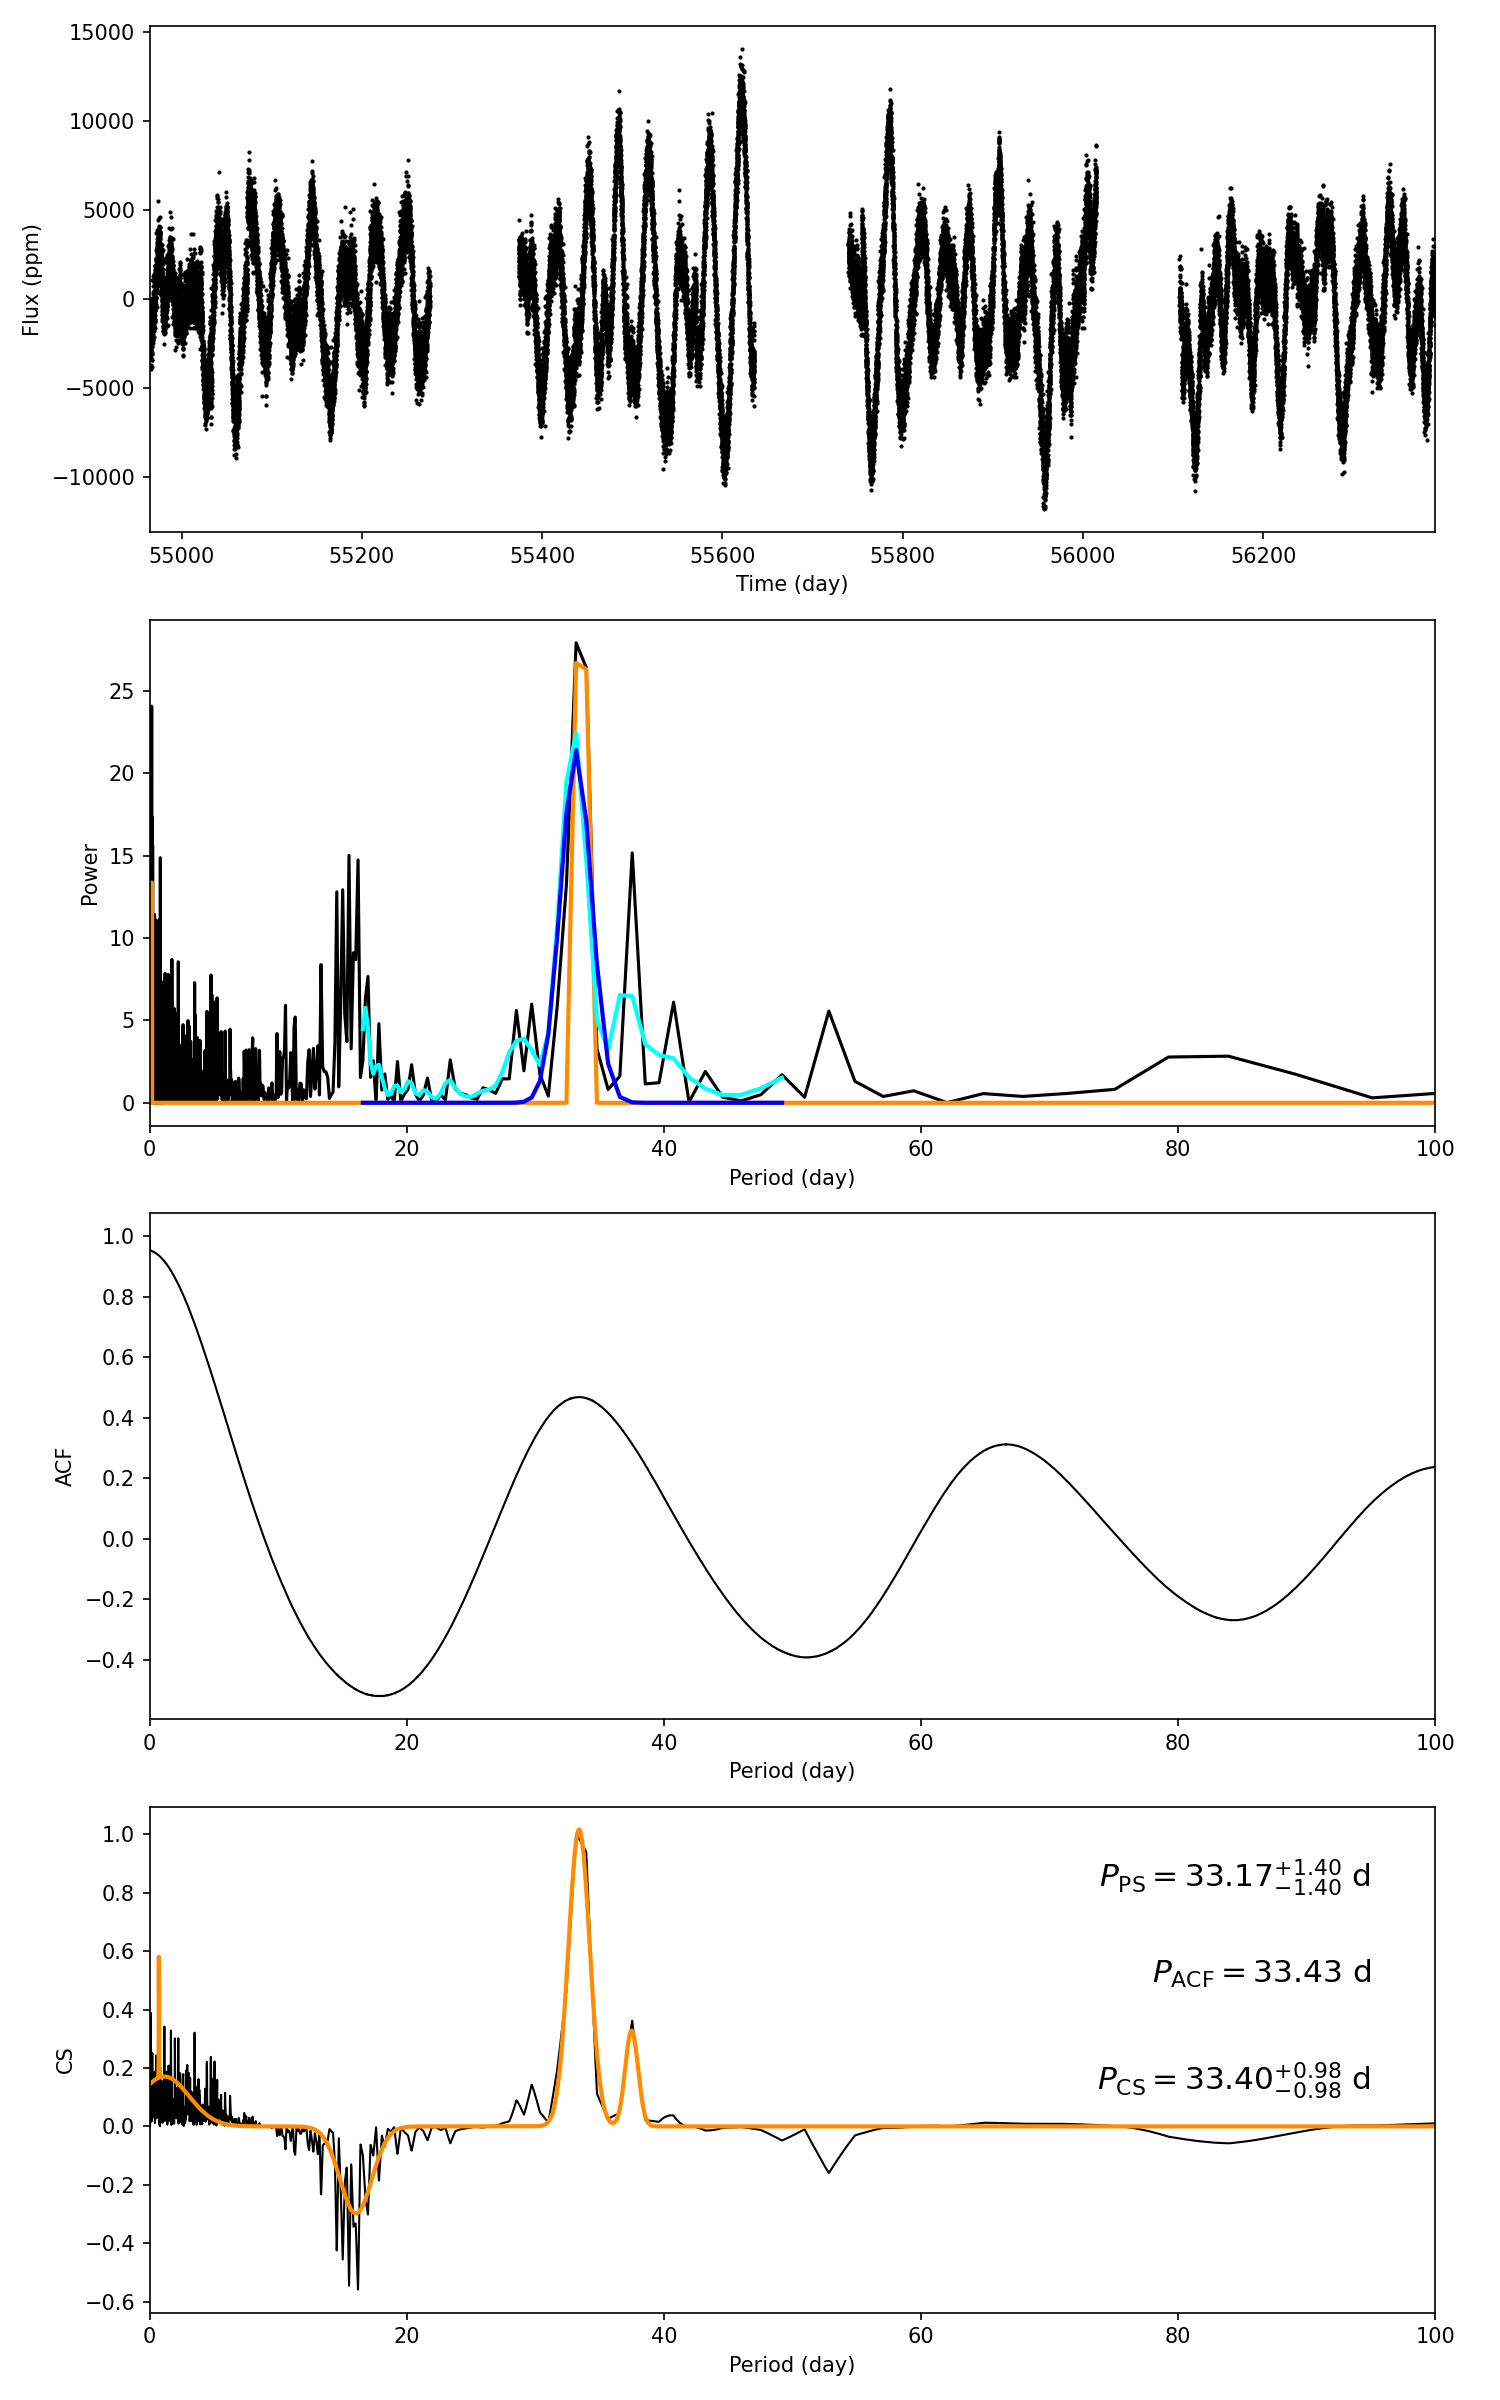 15000
10000
5000
0
−5000
−10000
Flux (ppm)
55000 55200 55400 55600 55800 56000 56200
Time (day)
25
20
15
10
5
0
Power
0 20 40 60 80 100
Period (day)
1.0
0.8
0.6
0.4
0.2
0.0
−0.2
−0.4
ACF
0 20 40 60 80 100
Period (day)
1.0
0.8
0.6
0.4
0.2
0.0
−0.2
−0.4
−0.6
CS
P_PS = 33.17 +1.40 −1.40 d
P_ACF = 33.43 d
P_CS = 33.40 +0.98 −0.98 d
0 20 40 60 80 100
Period (day)